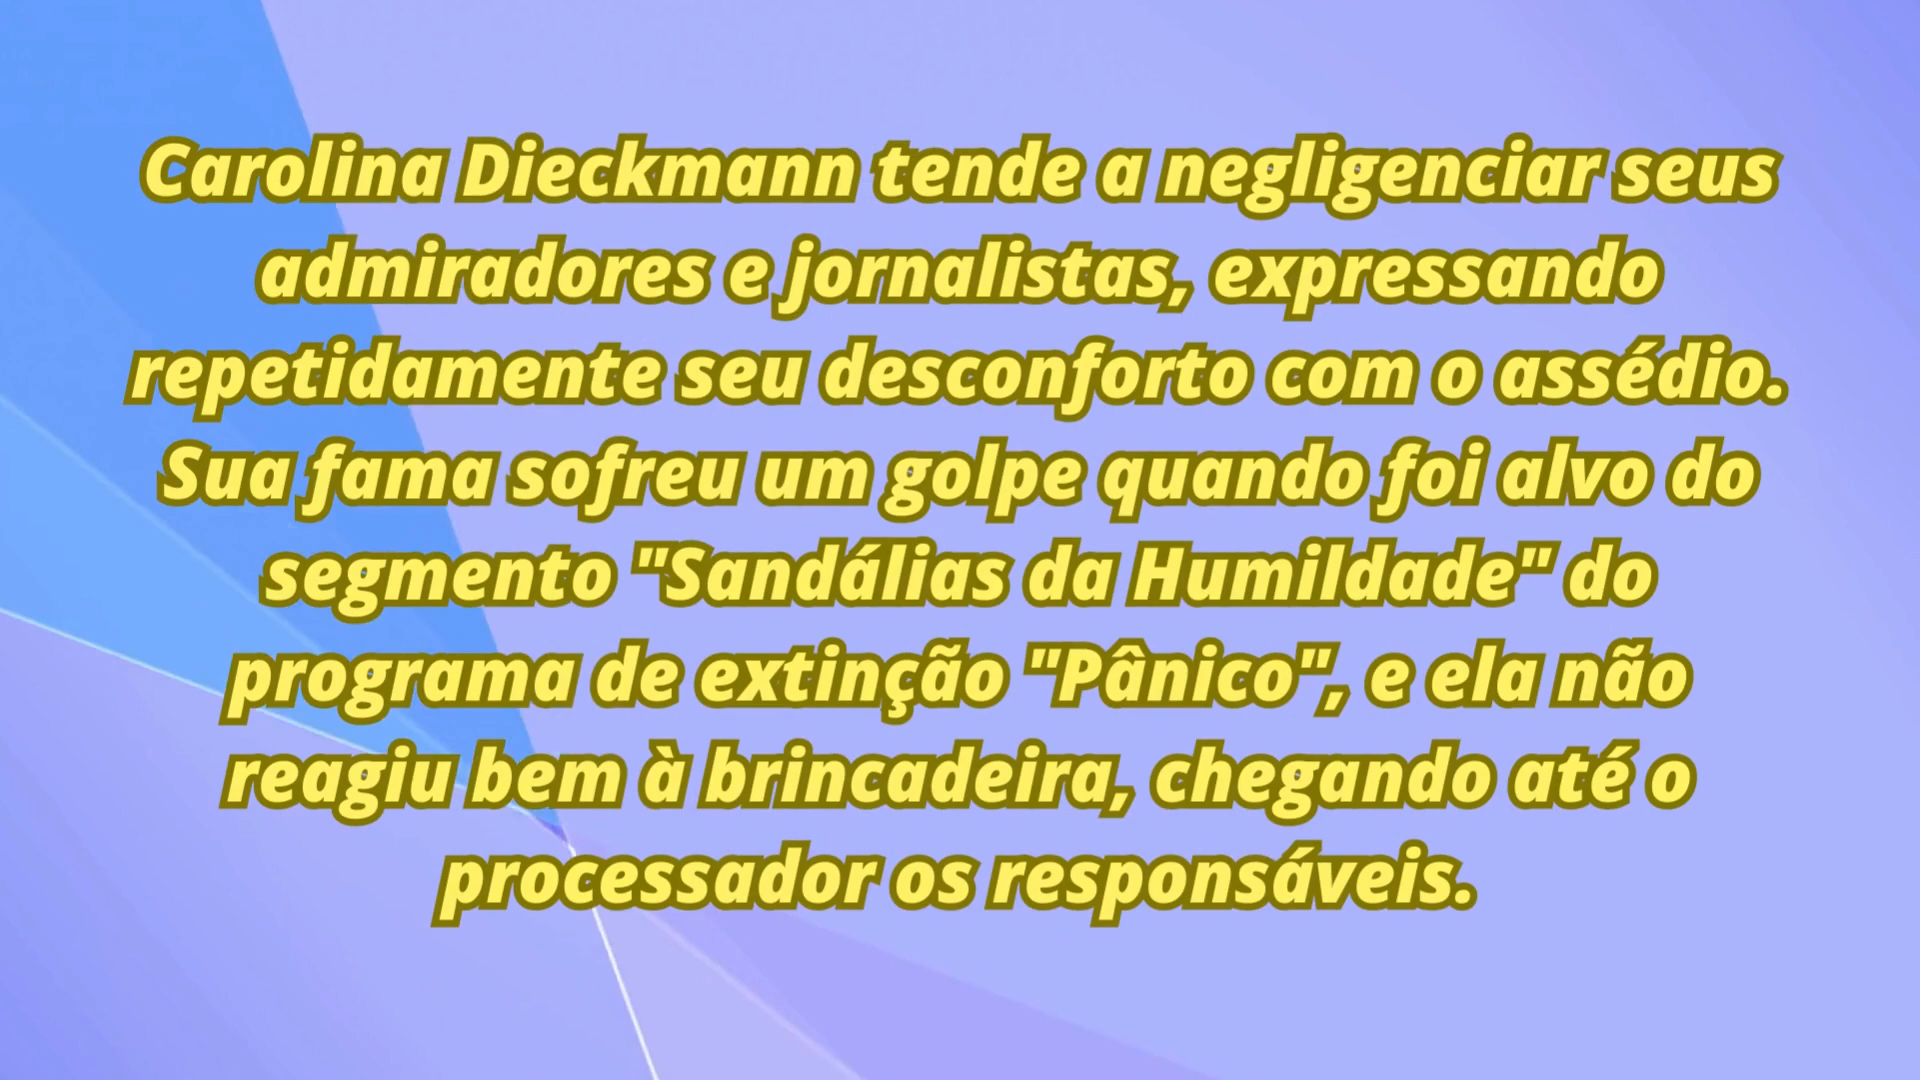 Carolina Dieckmann tende a negligenciar seus
admiradores e jornalistas, expressando
repetidamente seu desconforto com o assédio.
Sua fama sofreu um golpe quando foi alvo do
segmento "Sandálias da Humildade" do
programa de extinção "Pânico", e ela não
reagiu bem à brincadeira, chegando até o
processador os responsáveis.